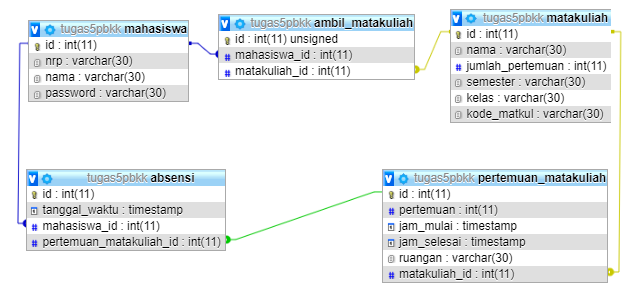 tugas5pbkk mahasiswa
id : int(11)
nrp : varchar(30)
nama : varchar(30)
password : varchar(30)
tugas5pbkk ambil_matakuliah
id : int(11) unsigned
mahasiswa_id : int(11)
matakuliah_id : int(11)
tugas5pbkk matakuliah
id : int(11)
nama : varchar(30)
jumlah_pertemuan : int(11)
semester : varchar(30)
kelas : varchar(30)
kode_matkul : varchar(30)
tugas5pbkk absensi
id : int(11)
tanggal_waktu : timestamp
mahasiswa_id : int(11)
pertemuan_matakuliah_id : int(11)
tugas5pbkk pertemuan_matakuliah
id : int(11)
pertemuan : int(11)
jam_mulai : timestamp
jam_selesai : timestamp
ruangan : varchar(30)
matakuliah_id : int(11)